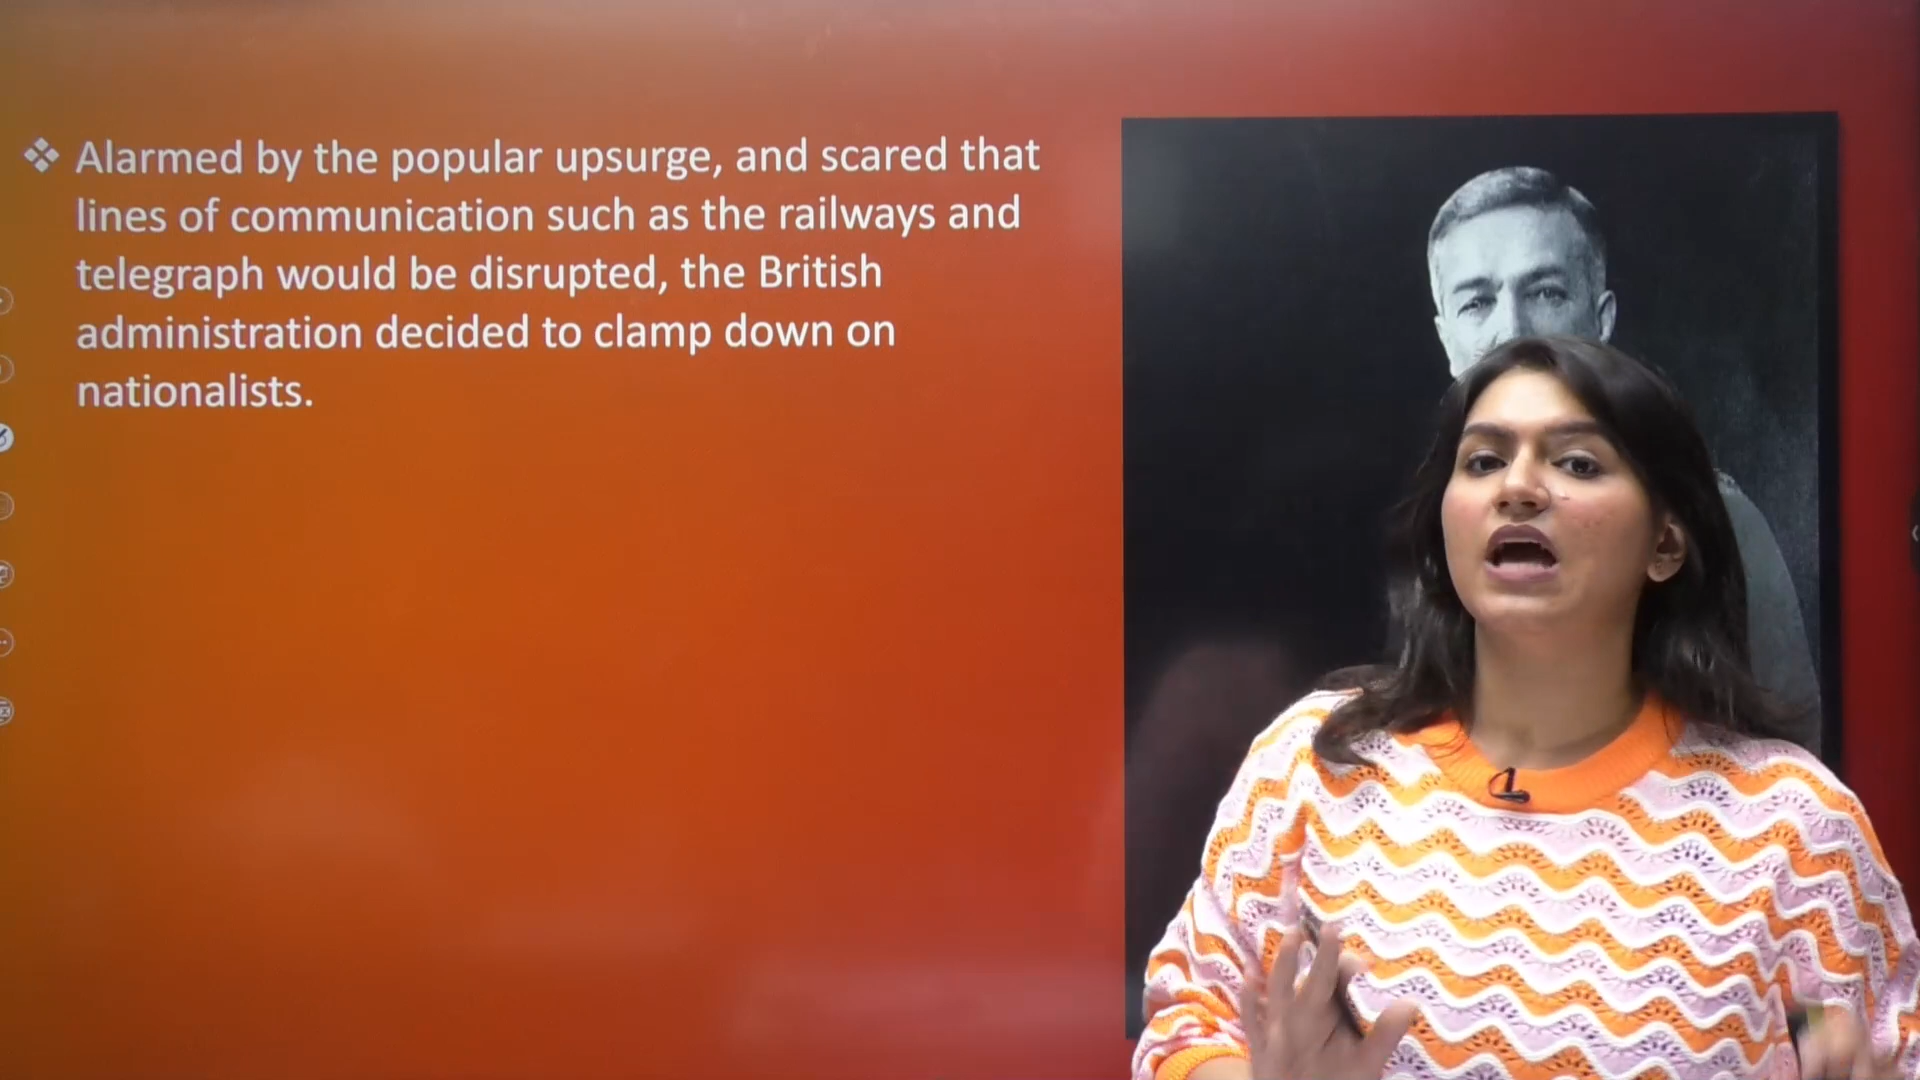 Alarmed by the popular upsurge, and scared that
lines of communication such as the railways and
telegraph would be disrupted, the British
administration decided to clamp down on
nationalists.